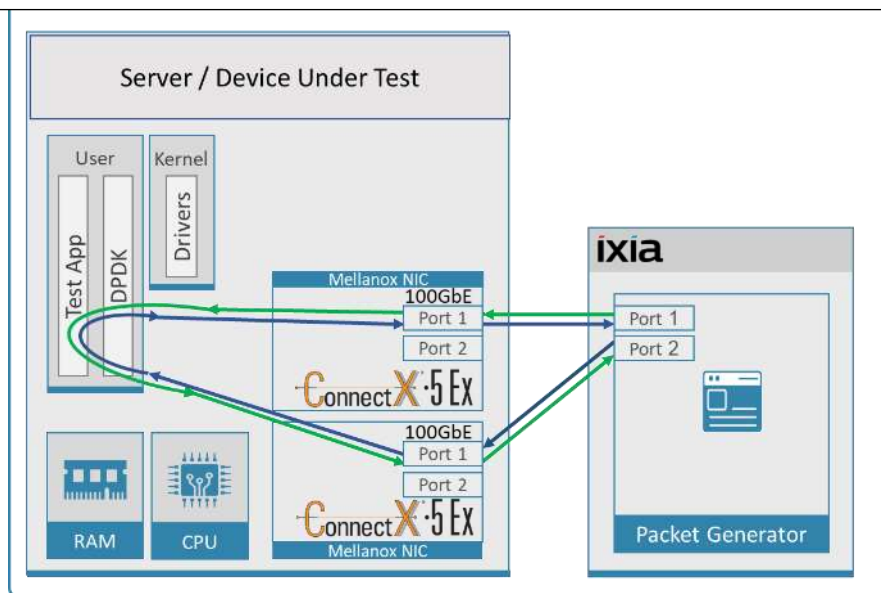 Server / Device Under Test
User
Kernel
Test App
DPDK
Drivers
Mellanox NIC
100GbE
Port 1
Port 2
ConnectX·5 Ex
100GbE
Port 1
Port 2
ConnectX·5 Ex
Mellanox NIC
RAM
CPU
ixia
Port 1
Port 2
Packet Generator